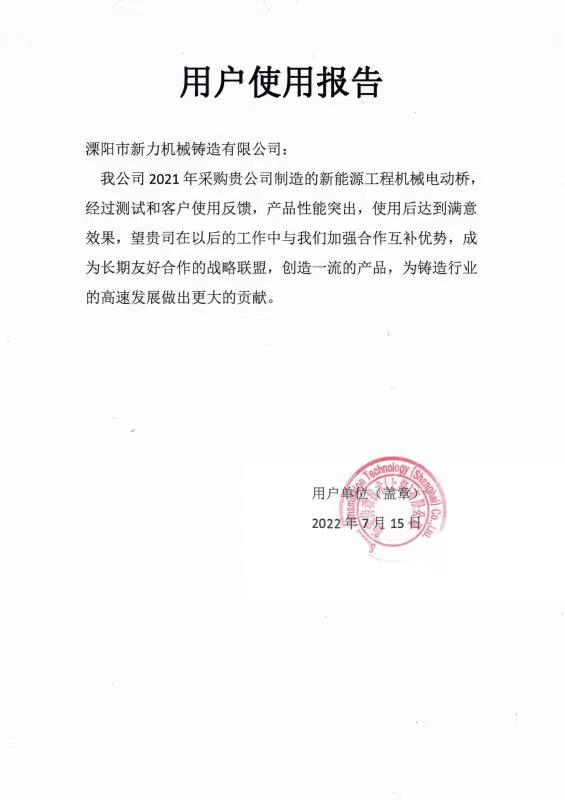 用户使用报告
溧阳市新力机械铸造有限公司：
我公司 2021 年采购贵公司制造的新能源工程机械电动桥，
经过测试和客户使用反馈，产品性能突出，使用后达到满意
效果，望贵司在以后的工作中与我们加强合作互补优势，成
为长期友好合作的战略联盟，创造一流的产品，为铸造行业
的高速发展做出更大的贡献。
Technology (Shanghai) Co.,Ltd.
用户单位（盖章）
2022 年 7 月 15 日